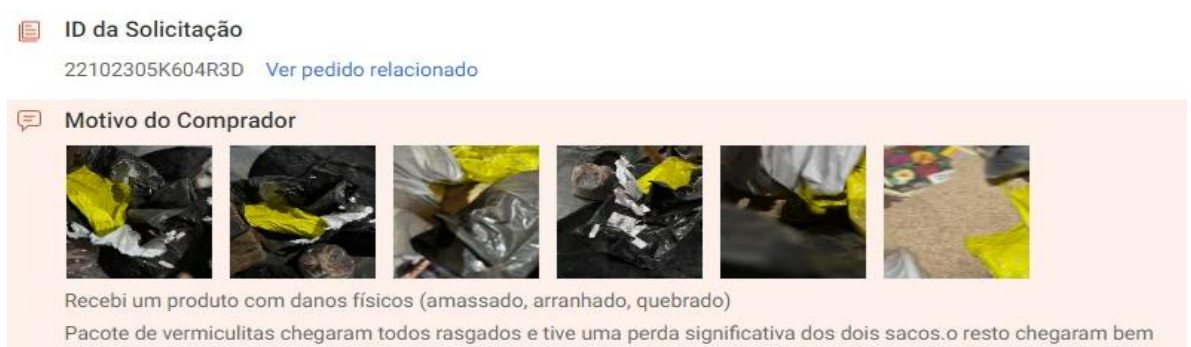 ID da Solicitação
22102305K604R3D Ver pedido relacionado
Motivo do Comprador
Recebi um produto com danos físicos (amassado, arranhado, quebrado)
Pacote de vermiculitas chegaram todos rasgados e tive uma perda significativa dos dois sacos.o resto chegaram bem